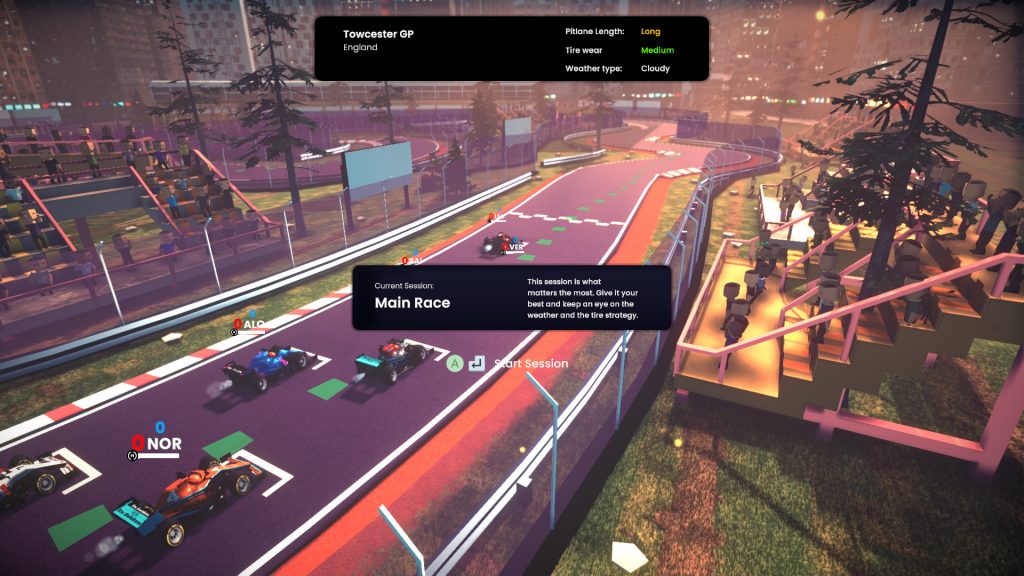 Towcester GP
England
Pitlane Length: Long
Tire wear Medium
Weather type: Cloudy
VER
Current Session:
Main Race
This session is what
matters the most. Give it your
best and keep an eye on the
weather and the tire strategy.
0 ALO
A Start Session
0
0 NOR
H